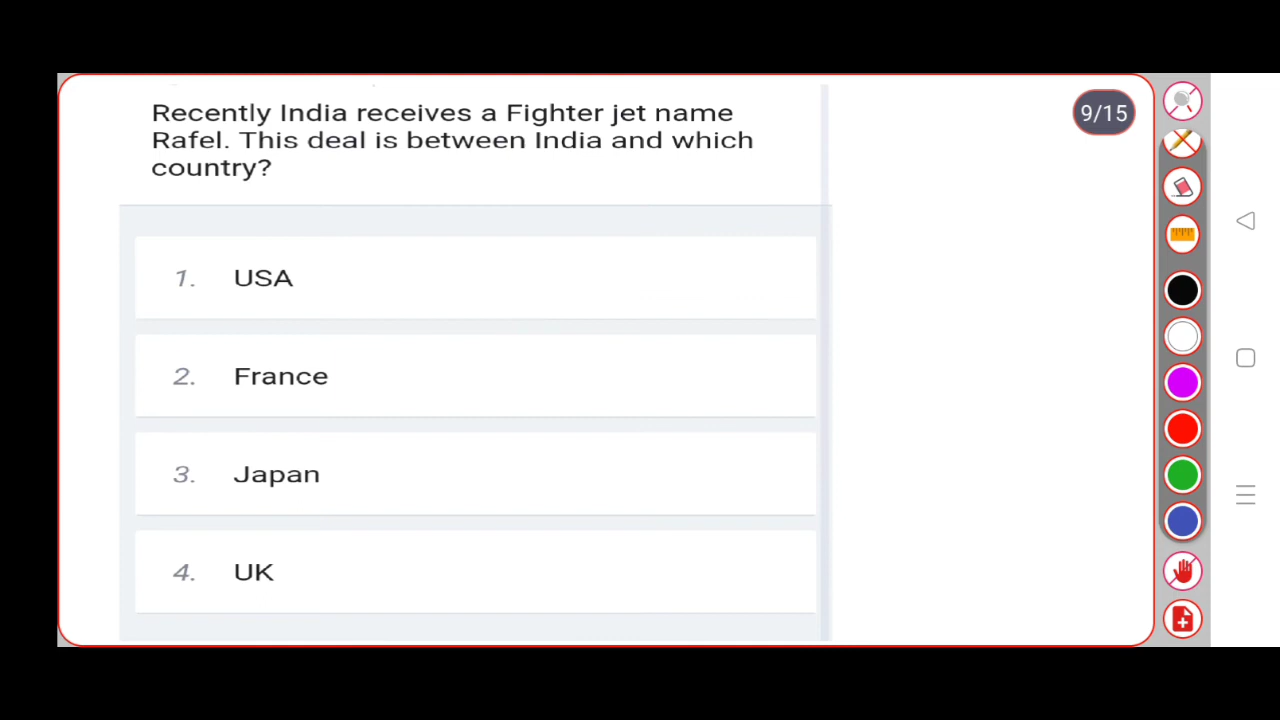 Recently India receives a Fighter jet name
Rafel. This deal is between India and which
country?
9/15
1. USA
2. France
3. Japan
4. UK